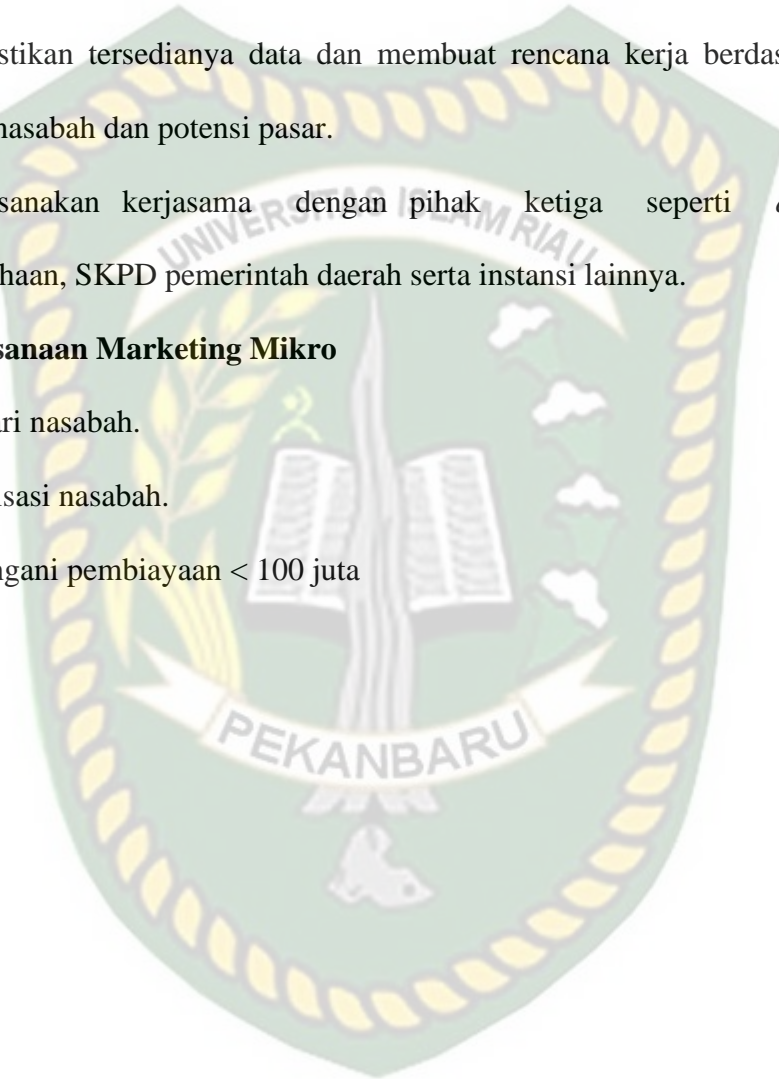 stikan tersedianya data dan membuat rencana kerja berdas
nasabah dan potensi pasar.
sanakan kerjasama dengan pihak ketiga seperti
haan, SKPD pemerintah daerah serta instansi lainnya.
sanaan Marketing Mikro
ri nasabah.
sasi nasabah.
ngani pembiayaan < 100 juta
UNIVERSITAS ISLAM RIAU
PEKANBARU